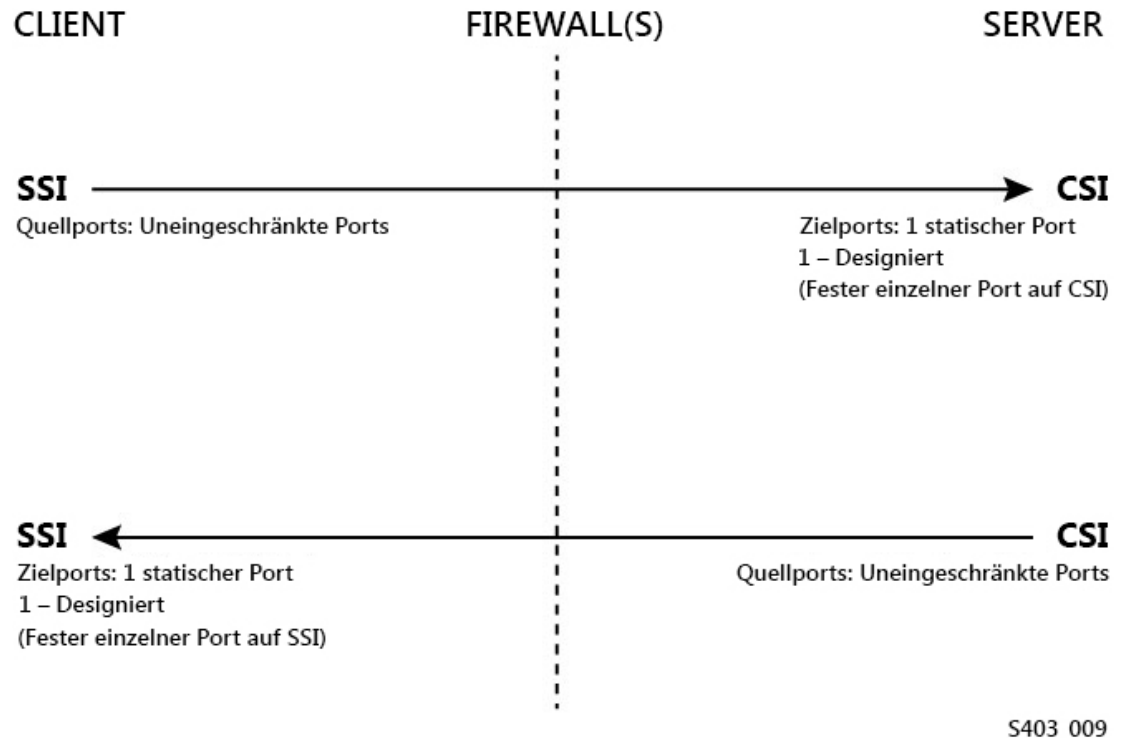 CLIENT FIREWALL(S) SERVER
SSI CSI
Quellports: Uneingeschränkte Ports
Zielports: 1 statischer Port
1 – Designiert
(Fester einzelner Port auf CSI)
SSI CSI
Zielports: 1 statischer Port
1 – Designiert
(Fester einzelner Port auf SSI)
Quellports: Uneingeschränkte Ports
S403_009